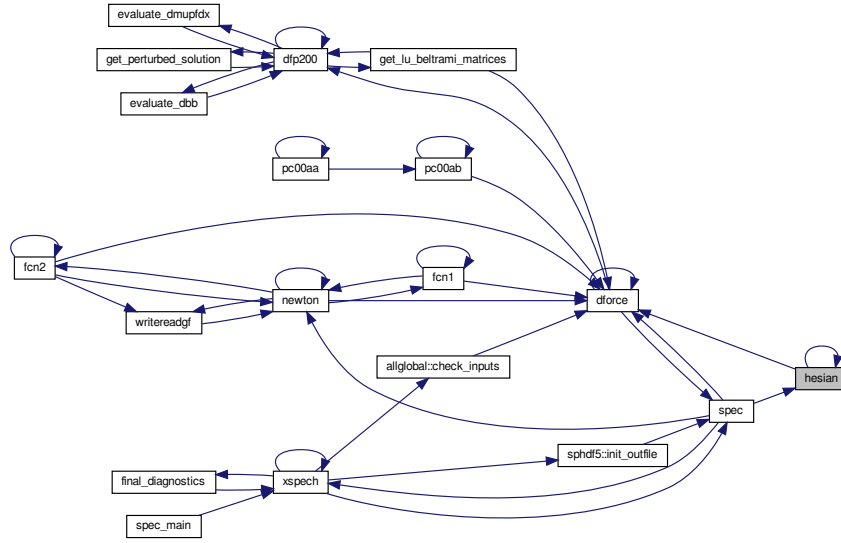 evaluate_dmupfdx
get_perturbed_solution
dfp200
get_lu_beltrami_matrices
evaluate_dbb
pc00aa
pc00ab
fcn2
fcn1
newton
dforce
writereadgf
allglobal::check_inputs
hesian
spec
sphdf5::init_outfile
final_diagnostics
xspech
spec_main